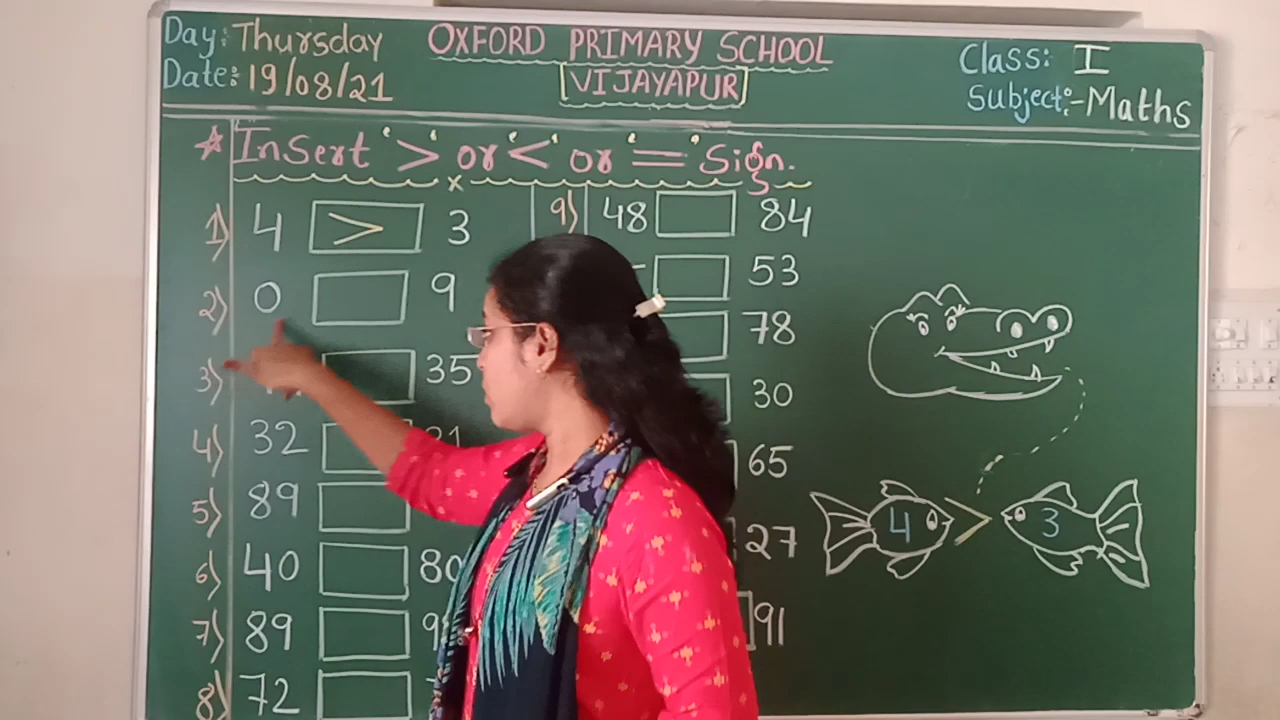 Day: Thursday
OXFORD PRIMARY SCHOOL
Class: I
Date: 19/08/21
VIJAYAPUR
Subject:- Maths
* Insert '>' or '<' or '=' Sign.
1) 4 > 3
2) 0 9
3) 35
4) 32
5) 89
6) 40 80
7) 89
8) 72
9) 48 84
53
78
30
65
27
91
4 > 3